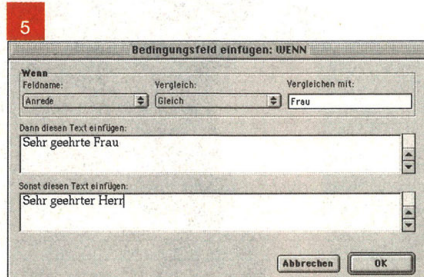 5
Bedingungsfeld einfügen: WENN
Wenn
Feldname: Vergleich: Vergleichen mit:
Anrede Gleich Frau
Dann diesen Text einfügen:
Sehr geehrte Frau
Sonst diesen Text einfügen:
Sehr geehrter Herr
Abbrechen OK